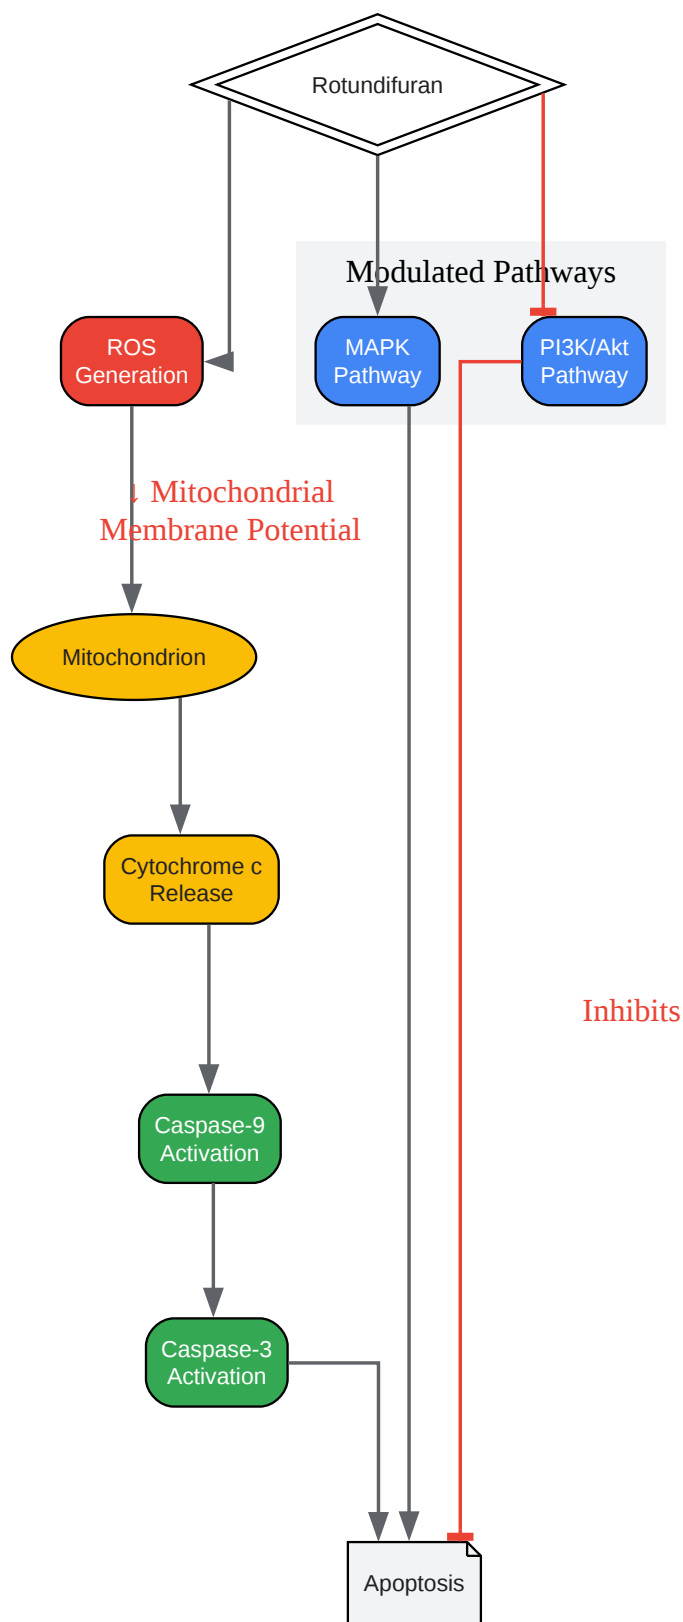 Rotundifuran
Modulated Pathways
ROS
Generation
MAPK
Pathway
PI3K/Akt
Pathway
↓ Mitochondrial
Membrane Potential
Mitochondrion
Cytochrome c
Release
Inhibits
Caspase-9
Activation
Caspase-3
Activation
Apoptosis